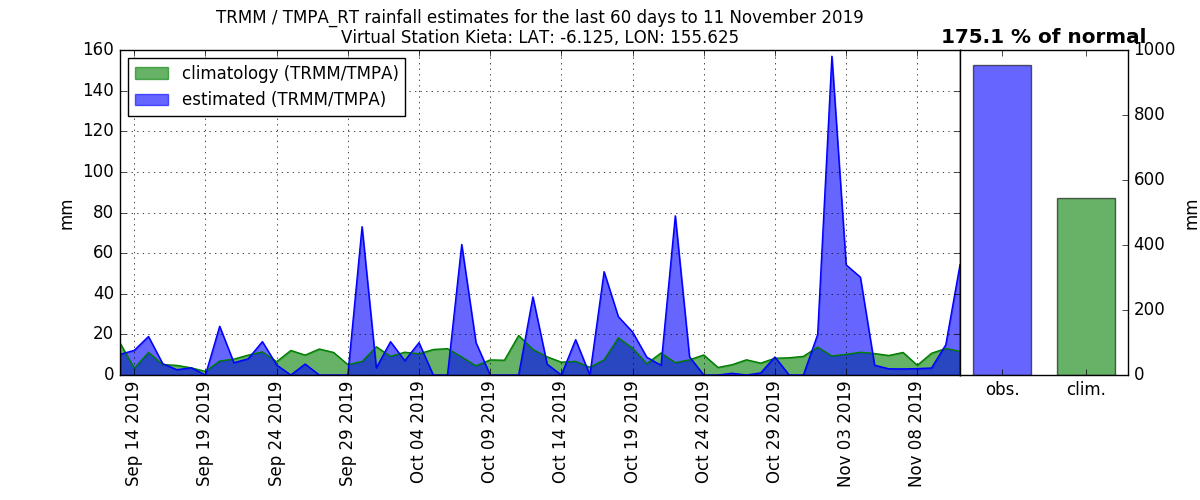 TRMM / TMPA_RT rainfall estimates for the last 60 days to 11 November 2019
Virtual Station Kieta: LAT: -6.125, LON: 155.625
175.1 % of normal
climatology (TRMM/TMPA)
estimated (TRMM/TMPA)
mm
160
140
120
100
80
60
40
20
0
Sep 14 2019
Sep 19 2019
Sep 24 2019
Sep 29 2019
Oct 04 2019
Oct 09 2019
Oct 14 2019
Oct 19 2019
Oct 24 2019
Oct 29 2019
Nov 03 2019
Nov 08 2019
1000
800
600
400
200
0
mm
obs.
clim.